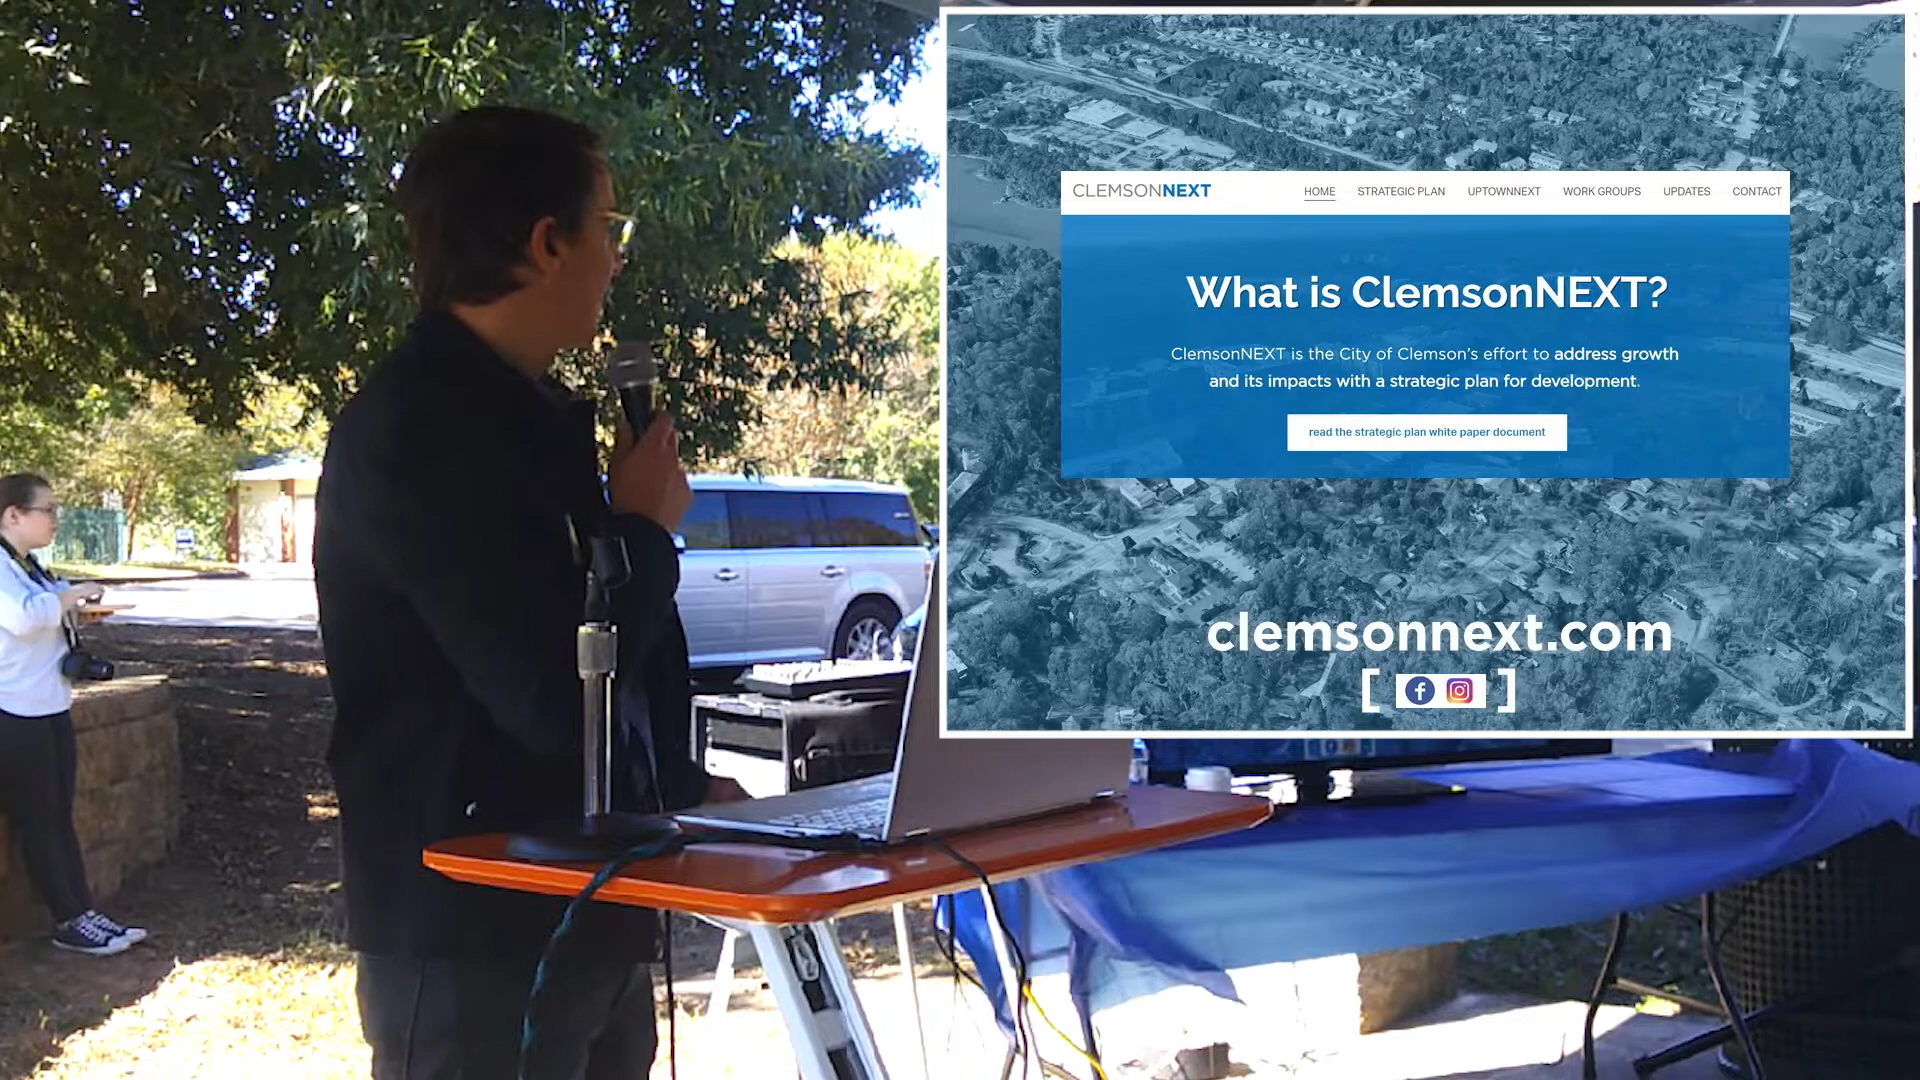 CLEMSONNEXT
HOME STRATEGIC PLAN UPTOWNNEXT WORK GROUPS UPDATES CONTACT
What is ClemsonNEXT?
ClemsonNEXT is the City of Clemson's effort to address growth
and its impacts with a strategic plan for development.
read the strategic plan white paper document
clemsonnext.com